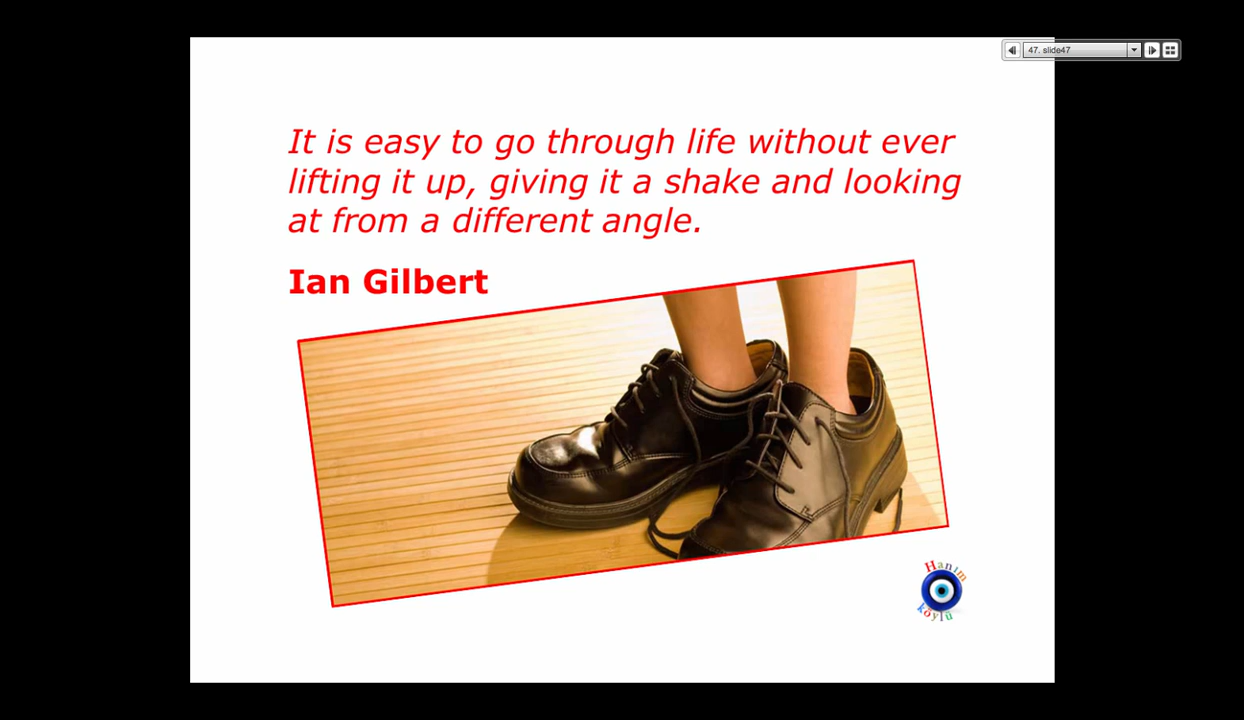 47. slide47
It is easy to go through life without ever
lifting it up, giving it a shake and looking
at from a different angle.
Ian Gilbert
Hanim
köylü